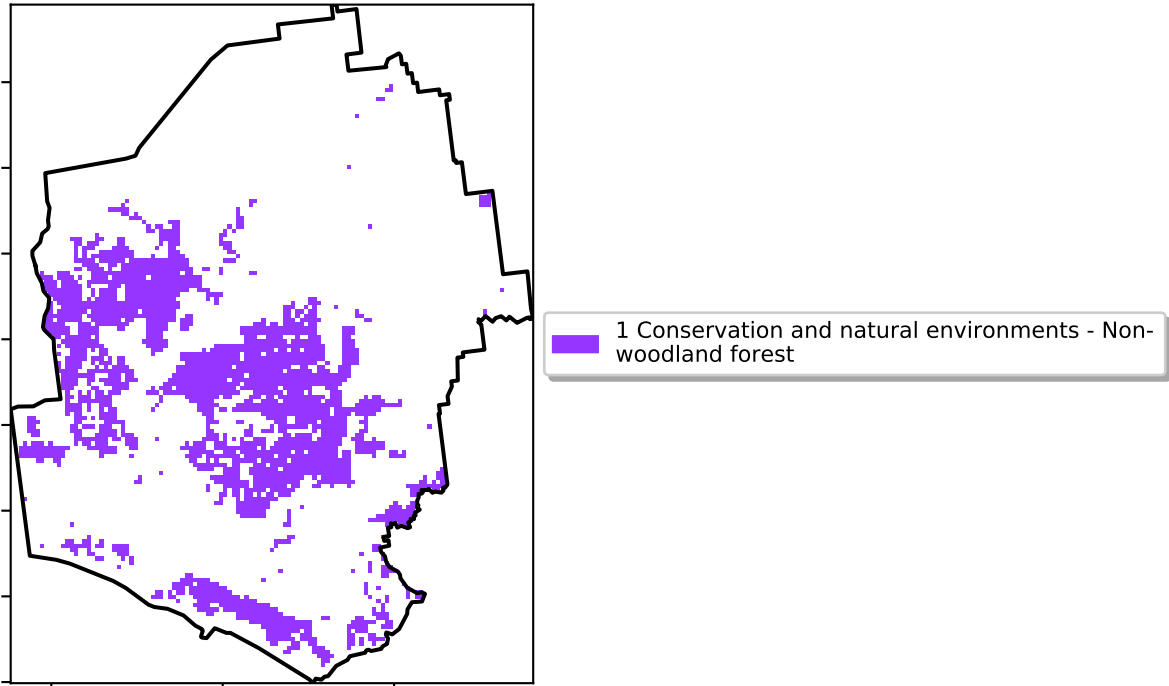 1 Conservation and natural environments - Non-
woodland forest